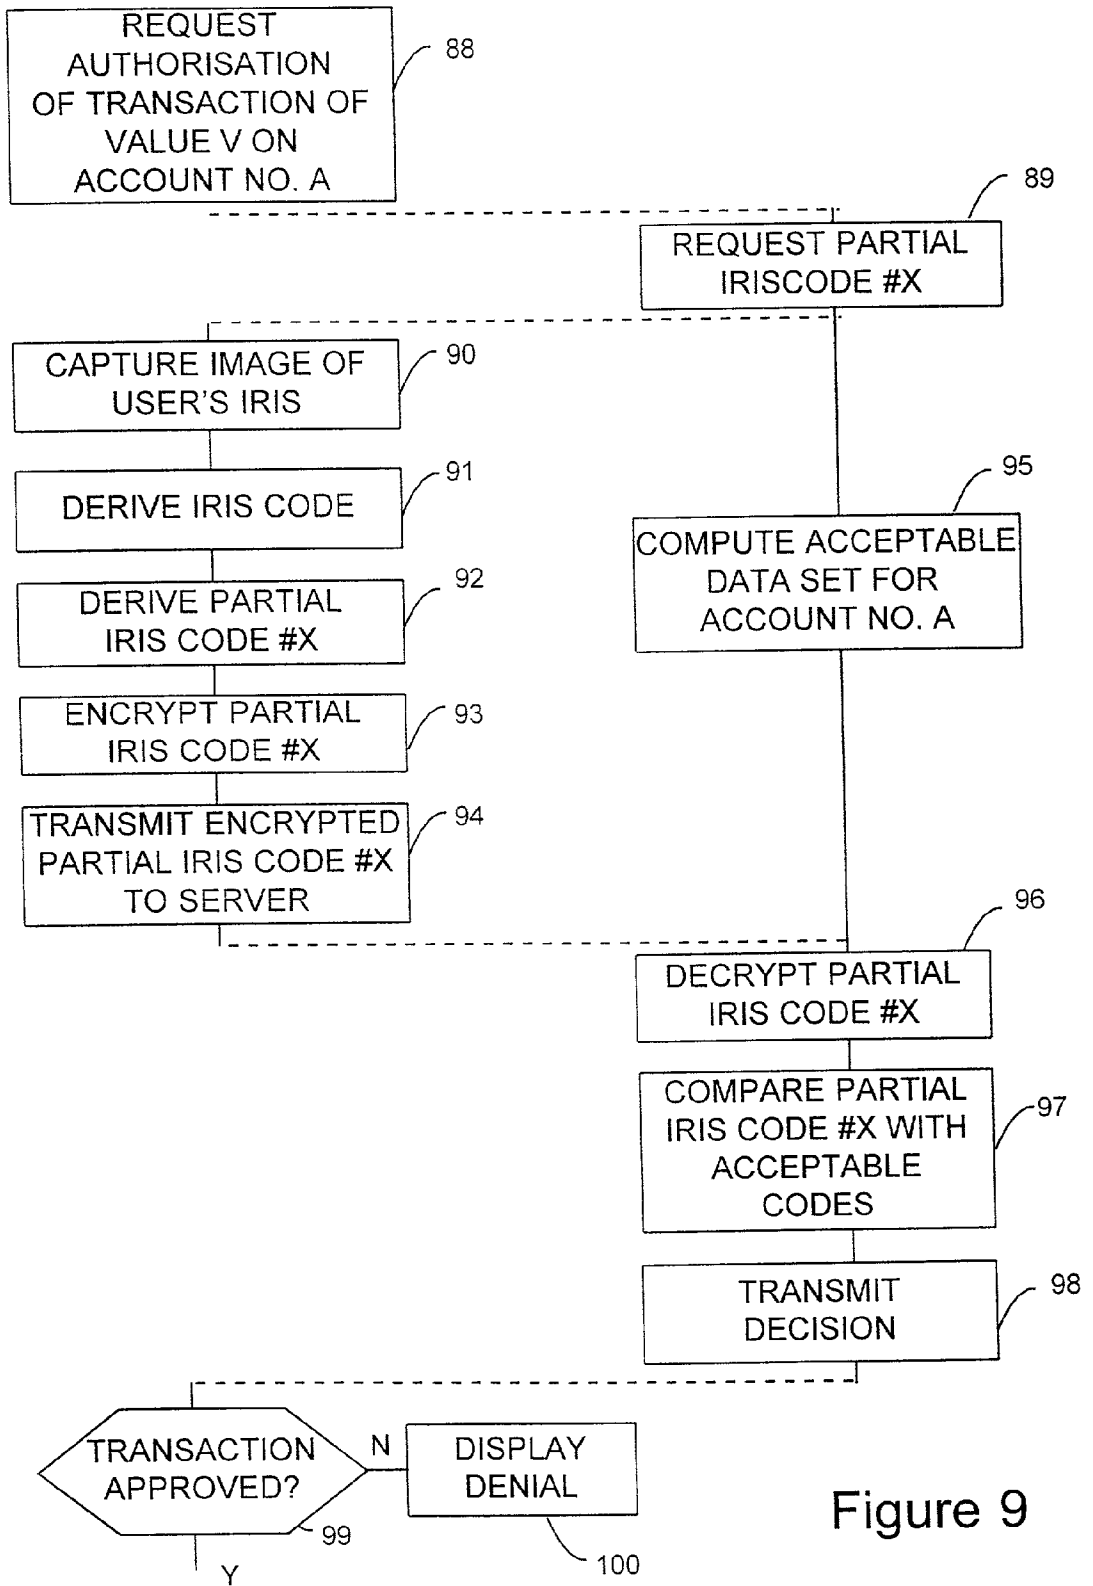 REQUEST
AUTHORISATION
OF TRANSACTION OF
VALUE V ON
ACCOUNT NO. A
88
89
REQUEST PARTIAL
IRISCODE #X
CAPTURE IMAGE OF
USER'S IRIS
90
DERIVE IRIS CODE
91
95
COMPUTE ACCEPTABLE
DATA SET FOR
ACCOUNT NO. A
DERIVE PARTIAL
IRIS CODE #X
92
ENCRYPT PARTIAL
IRIS CODE #X
93
TRANSMIT ENCRYPTED
PARTIAL IRIS CODE #X
TO SERVER
94
96
DECRYPT PARTIAL
IRIS CODE #X
COMPARE PARTIAL
IRIS CODE #X WITH
ACCEPTABLE
CODES
97
TRANSMIT
DECISION
98
TRANSACTION
APPROVED?
N
DISPLAY
DENIAL
99
100
Y
Figure 9